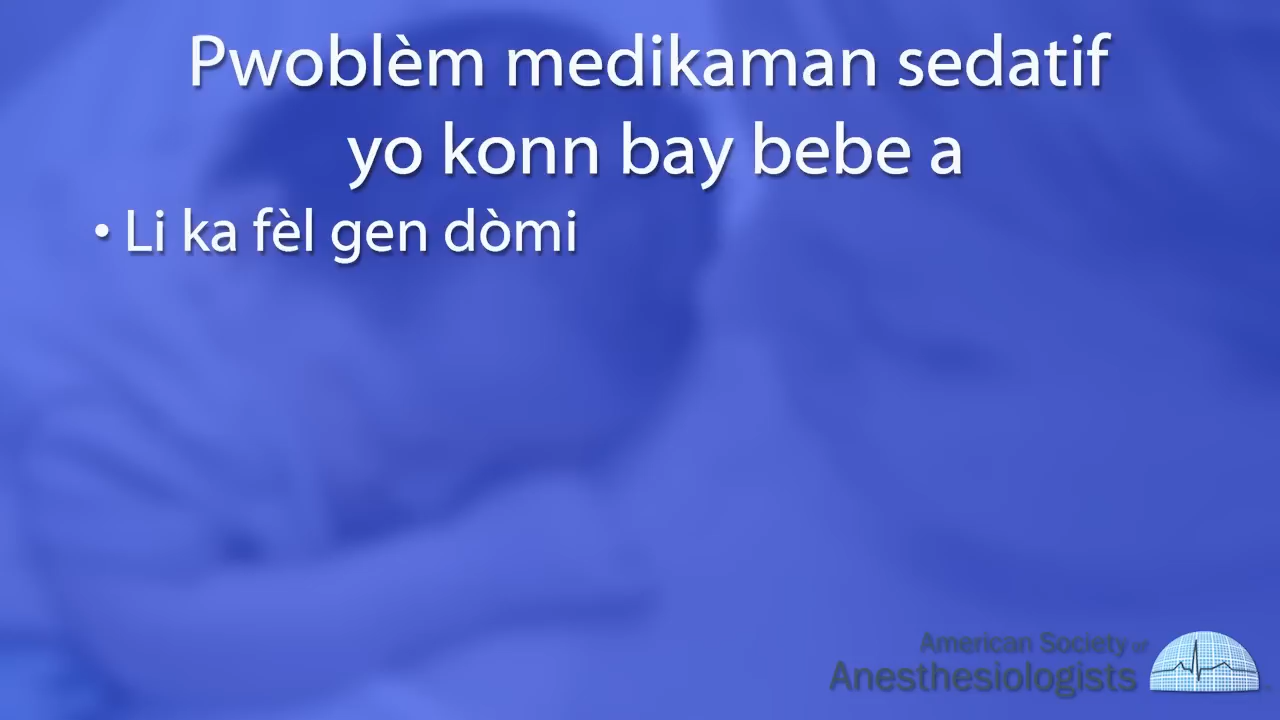 Pwoblèm medikaman sedatif
yo konn bay bebe a
• Li ka fèl gen dòmi
American Society of
Anesthesiologists